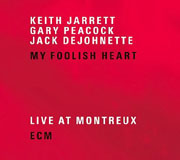 KEITH JARRETT
GARY PEACOCK
JACK DEJOHNETTE
MY FOOLISH HEART
LIVE AT MONTREUX
ECM